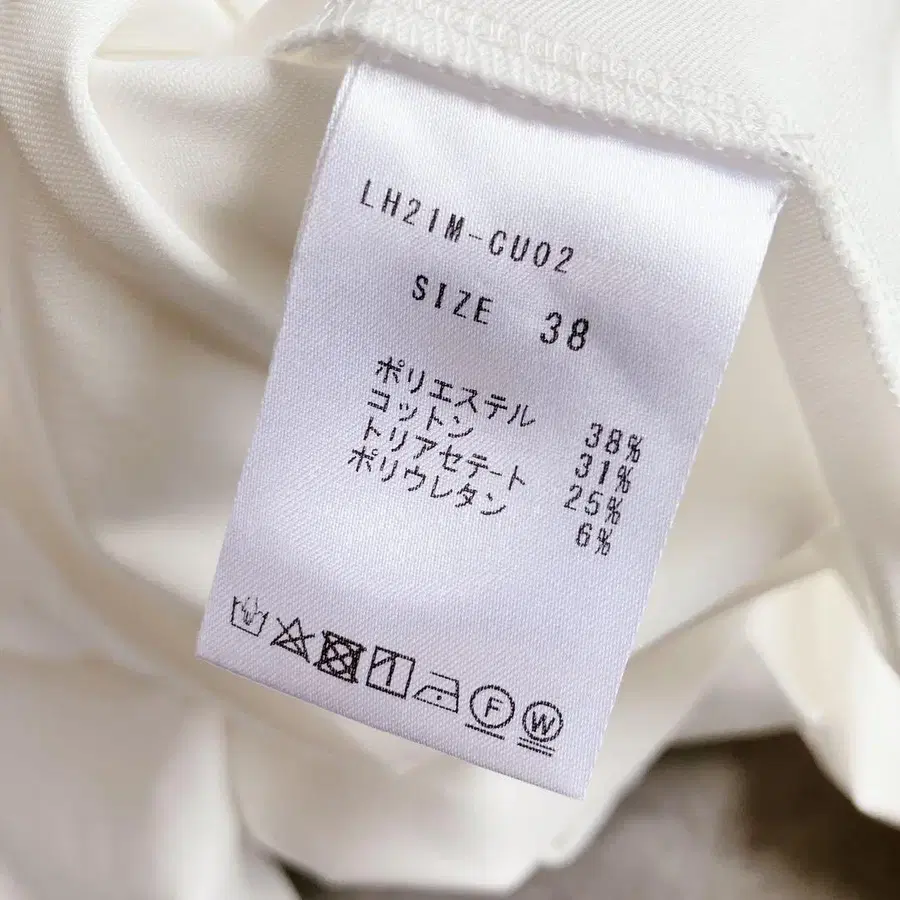 LH21M-CU02
SIZE 38
ポリエステル 38%
コットン 31%
トリアセテート 25%
ポリウレタン 6%
F W